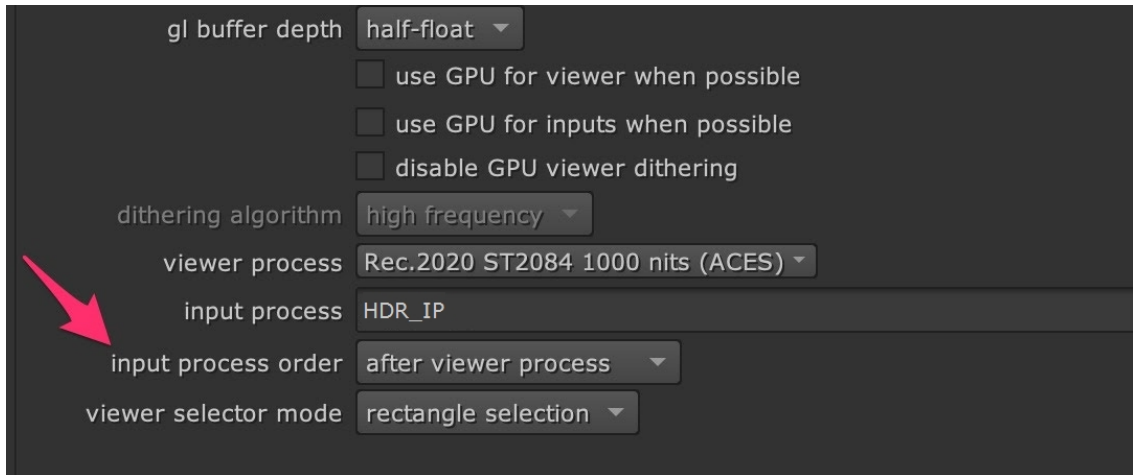 gl buffer depth half-float
use GPU for viewer when possible
use GPU for inputs when possible
disable GPU viewer dithering
dithering algorithm high frequency
viewer process Rec.2020 ST2084 1000 nits (ACES)
input process HDR_IP
input process order after viewer process
viewer selector mode rectangle selection